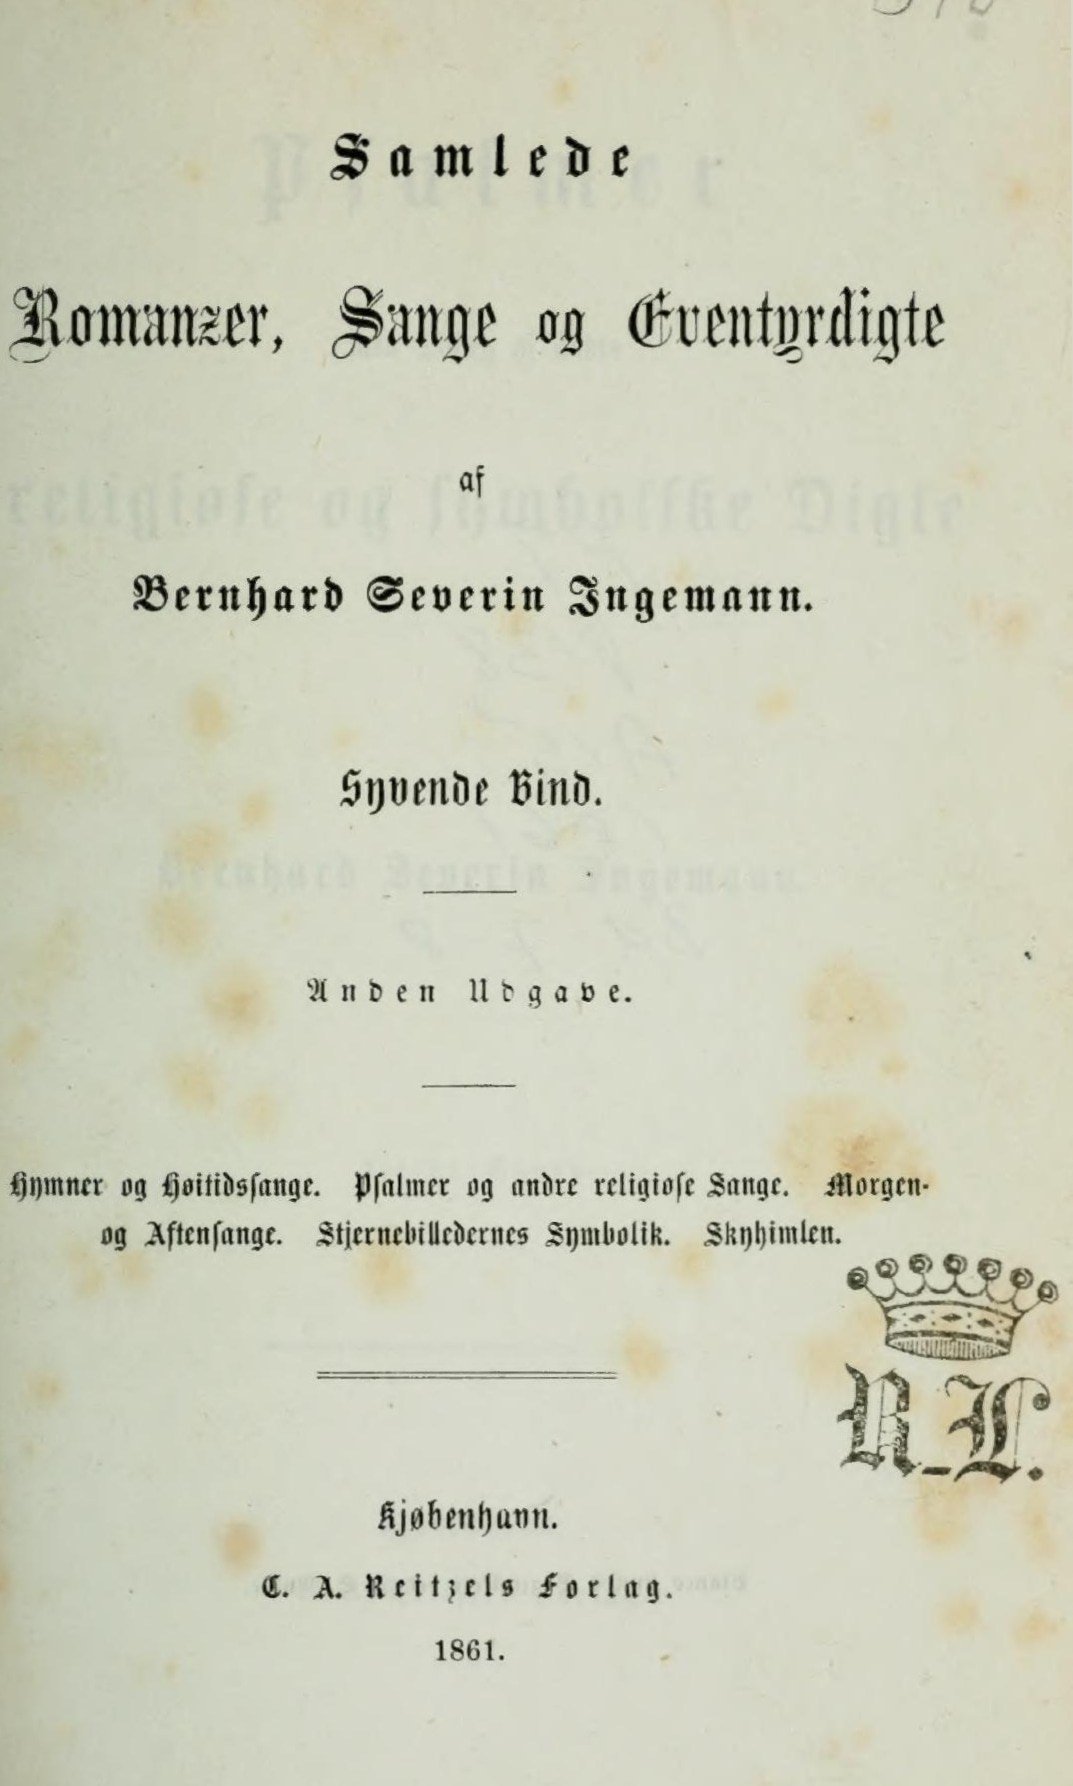 Samlede
Romanzer, Sange og Eventyrdigte
af
Bernhard Severin Ingemann.
Syvende Bind.
Anden Udgave.
Hymner og Høitidssange. Psalmer og andre religiøse Sange. Morgen-
og Aftensange. Stjernebilledernes Symbolik. Skyhimlen.
R_L.
Kjøbenhavn.
C. A. Reitzels Forlag.
1861.